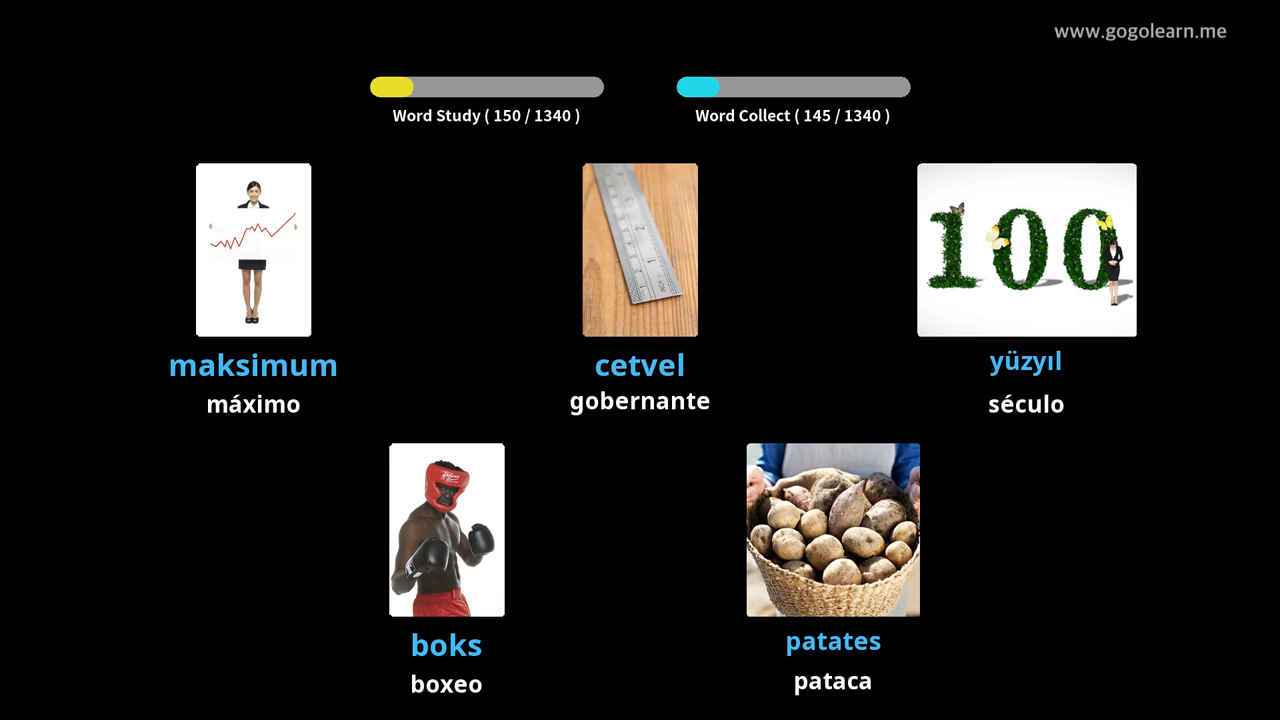 www.gogolearn.me
Word Study ( 150 / 1340 )
Word Collect ( 145 / 1340 )
maksimum
máximo
cetvel
gobernante
yüzyıl
século
boks
boxeo
patates
pataca